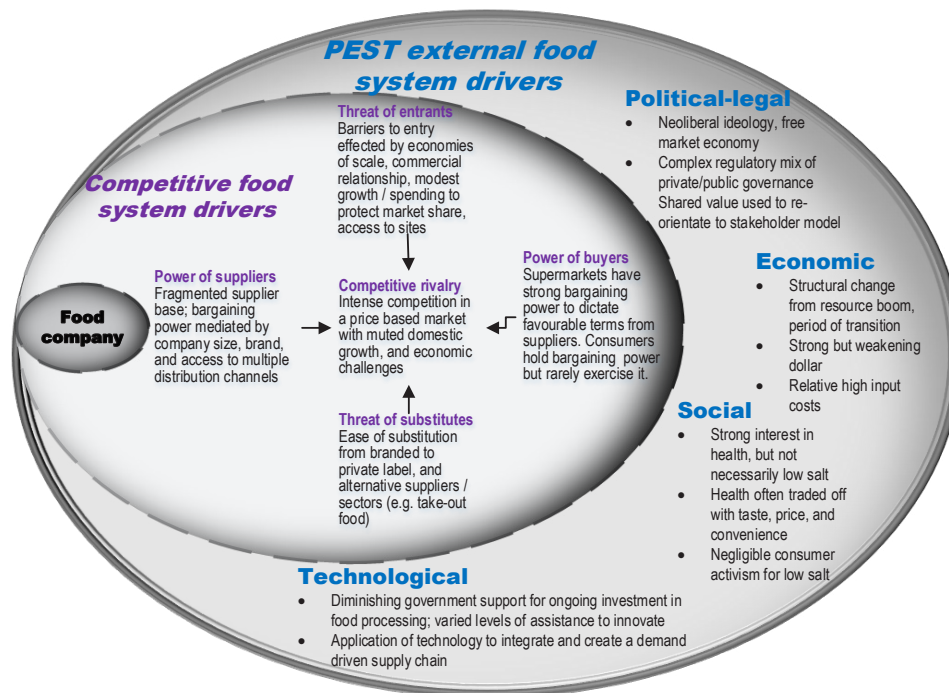 PEST external food
system drivers
Threat of entrants
Barriers to entry
effected by economies
of scale, commercial
relationship, modest
growth / spending to
protect market share,
access to sites
Political-legal
• Neoliberal ideology, free
market economy
• Complex regulatory mix of
private/public governance
Shared value used to re-
orientate to stakeholder model
Competitive food
system drivers
Power of suppliers
Fragmented supplier
base; bargaining
power mediated by
company size, brand,
and access to multiple
distribution channels
Food
company
Competitive rivalry
Intense competition in
a price based market
with muted domestic
growth, and economic
challenges
Power of buyers
Supermarkets have
strong bargaining
power to dictate
favourable terms from
suppliers. Consumers
hold bargaining power
but rarely exercise it.
Economic
• Structural change
from resource boom,
period of transition
• Strong but weakening
dollar
• Relative high input
costs
Threat of substitutes
Ease of substitution
from branded to
private label, and
alternative suppliers /
sectors (e.g. take-out
food)
Social
• Strong interest in
health, but not
necessarily low salt
• Health often traded off
with taste, price, and
convenience
• Negligible consumer
activism for low salt
Technological
• Diminishing government support for ongoing investment in
food processing; varied levels of assistance to innovate
• Application of technology to integrate and create a demand
driven supply chain